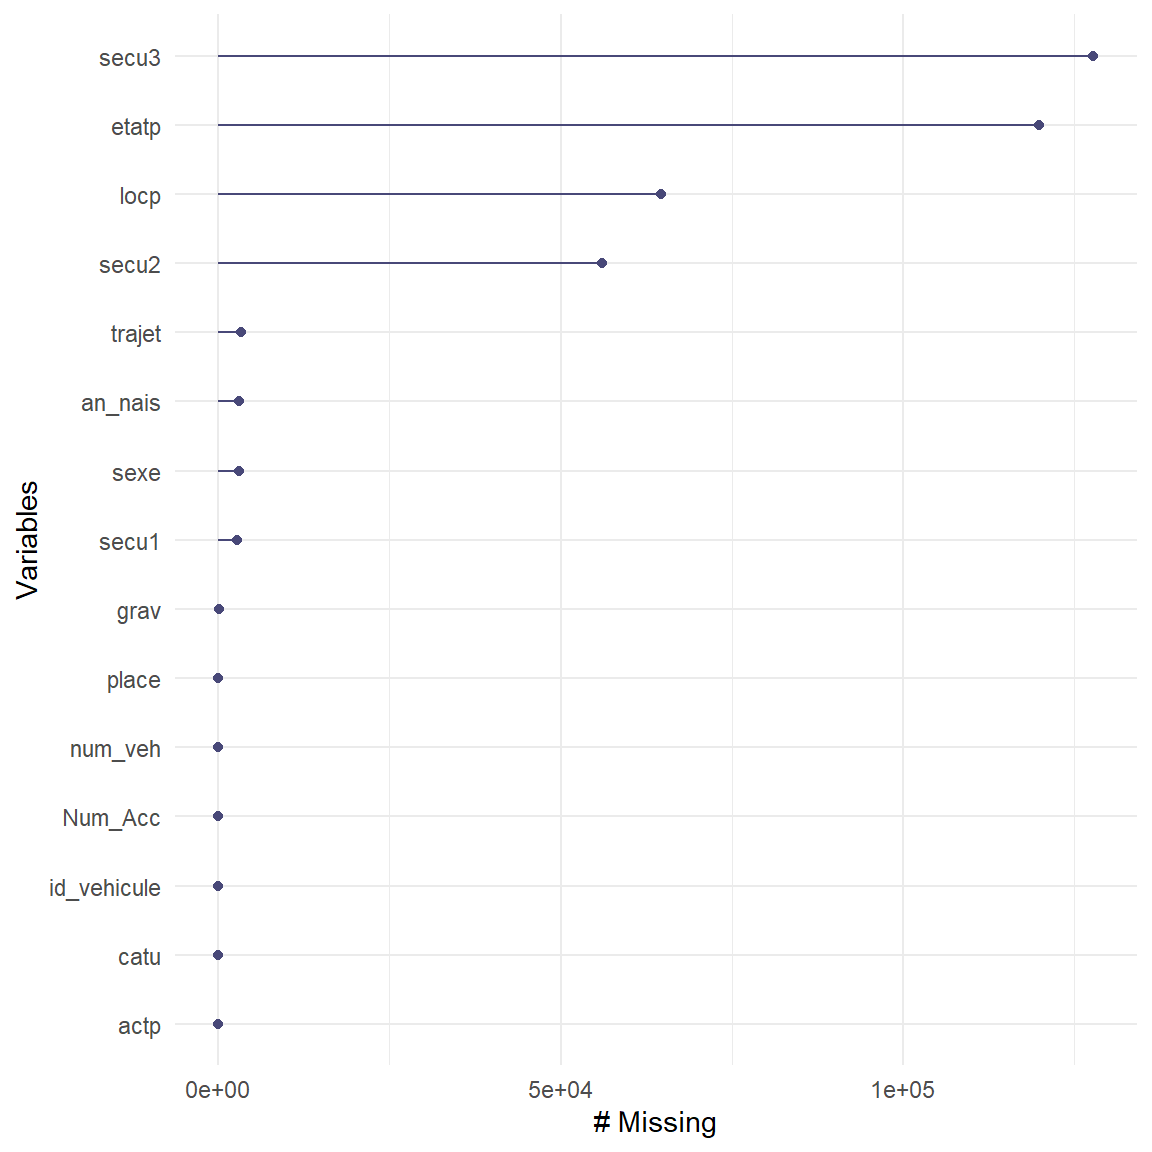 secu3
etatp
locp
secu2
trajet
an_nais
sexe
secu1
grav
place
num_veh
Num_Acc
id_vehicule
catu
actp
Variables
0e+00 5e+04 1e+05
# Missing